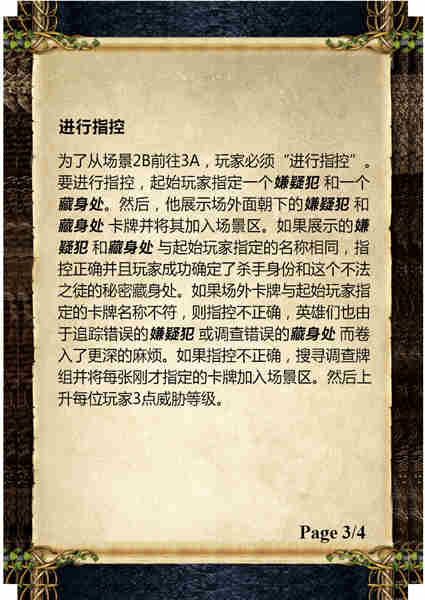 进行指控
为了从场景2B前往3A，玩家必须“进行指控”。
要进行指控，起始玩家指定一个嫌疑犯 和一个
藏身处。然后，他展示场外面朝下的嫌疑犯 和
藏身处 卡牌并将其加入场景区。如果展示的嫌
疑犯 和藏身处 与起始玩家指定的名称相同，指
控正确并且玩家成功确定了杀手身份和这个不法
之徒的秘密藏身处。如果场外卡牌与起始玩家指
定的卡牌名称不符，则指控不正确，英雄们也由
于追踪错误的嫌疑犯 或调查错误的藏身处 而卷
入了更深的麻烦。如果指控不正确，搜寻调查牌
组并将每张刚才指定的卡牌加入场景区。然后上
升每位玩家3点威胁等级。
Page 3/4